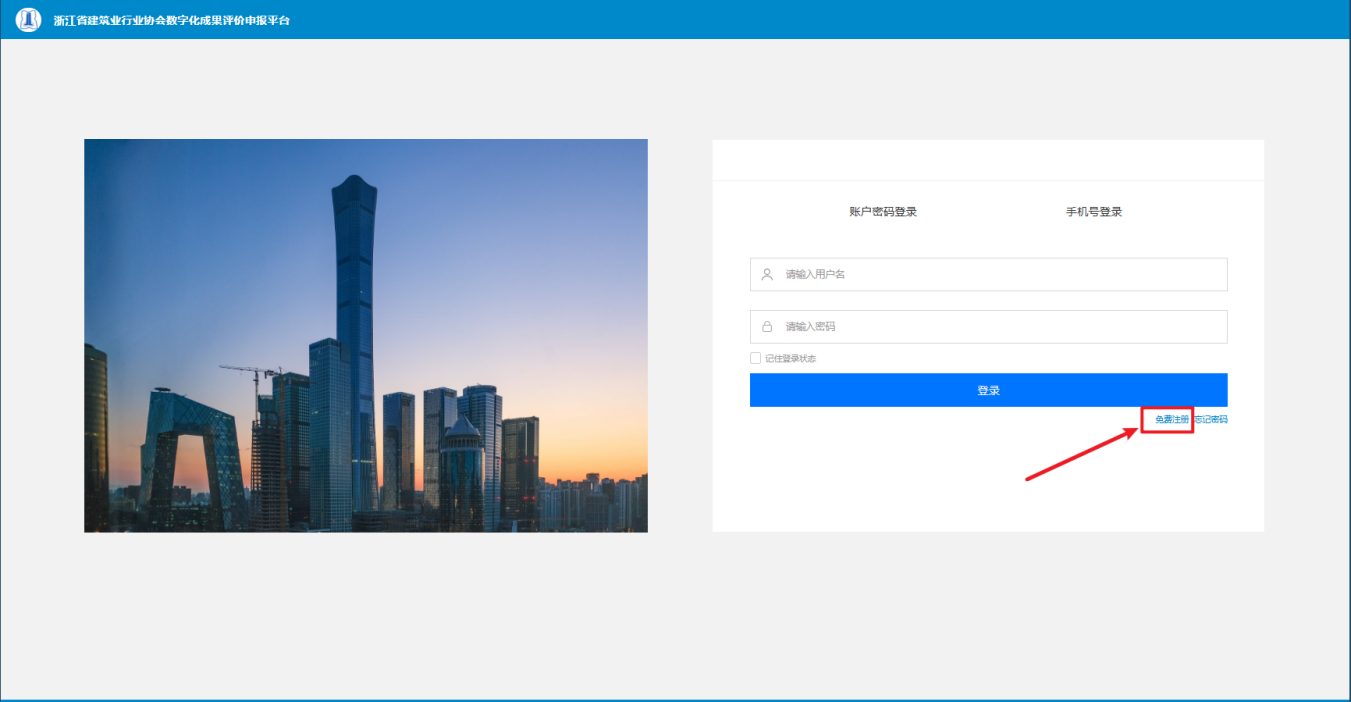 浙江省建筑业行业协会数字化成果评价申报平台
账户密码登录 手机号登录
请输入用户名
请输入密码
记住登录状态
登录
免费注册 忘记密码